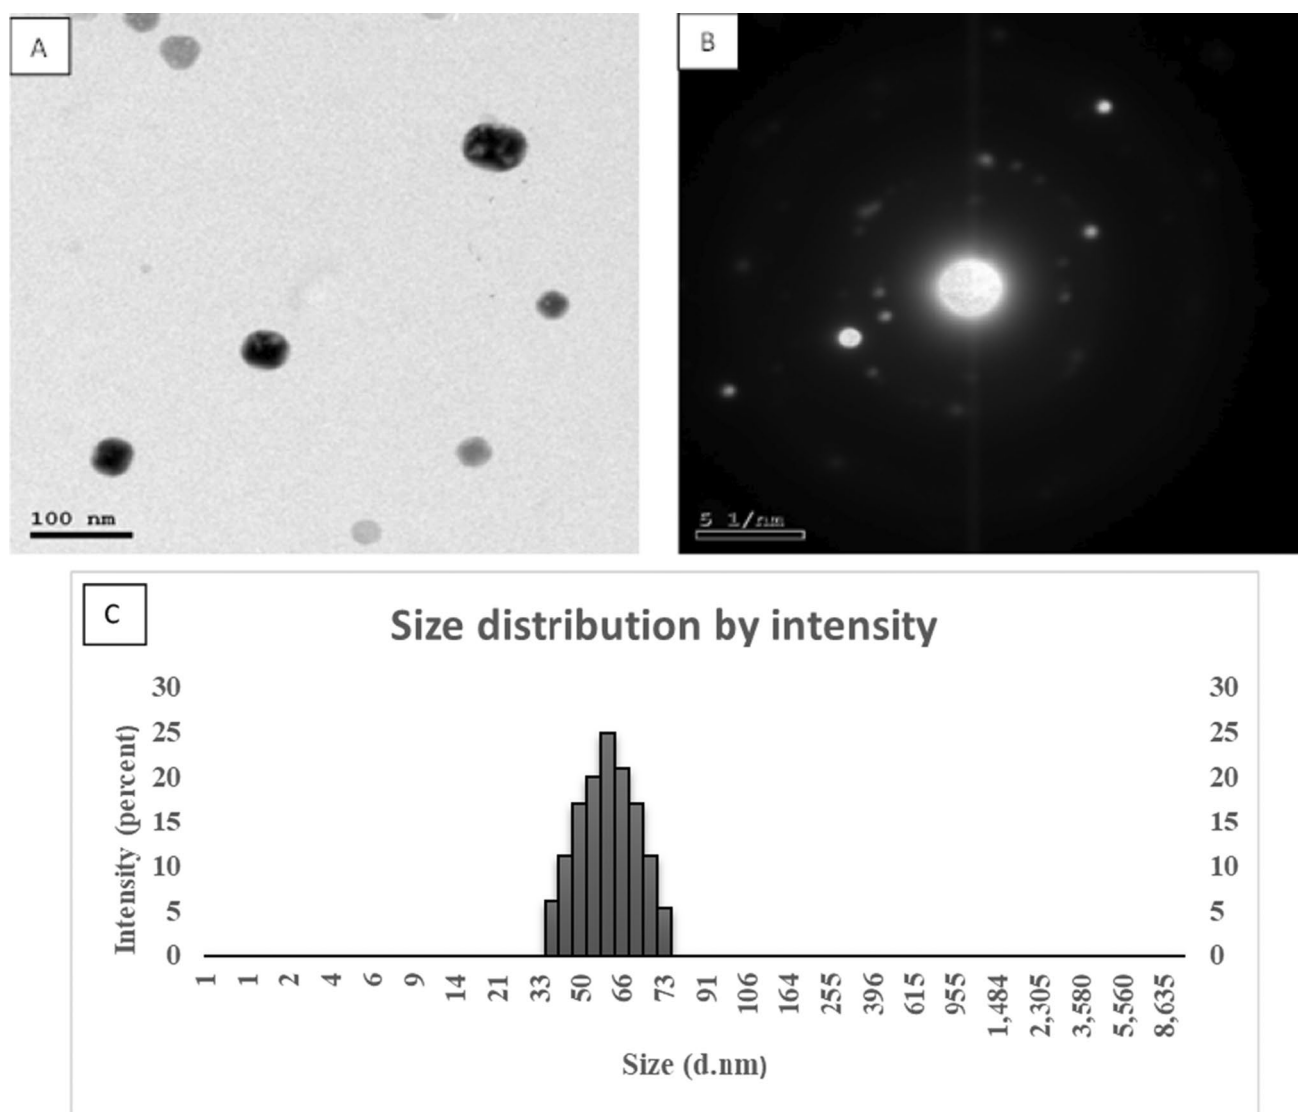 A
B
100 nm
5 1/nm
C
Size distribution by intensity
Intensity (percent)
30
25
20
15
10
5
0
30
25
20
15
10
5
0
1 1 2 4 6 9 14 21 33 50 66 73 91 106 164 255 396 615 955 1,484 2,305 3,580 5,560 8,635
Size (d.nm)